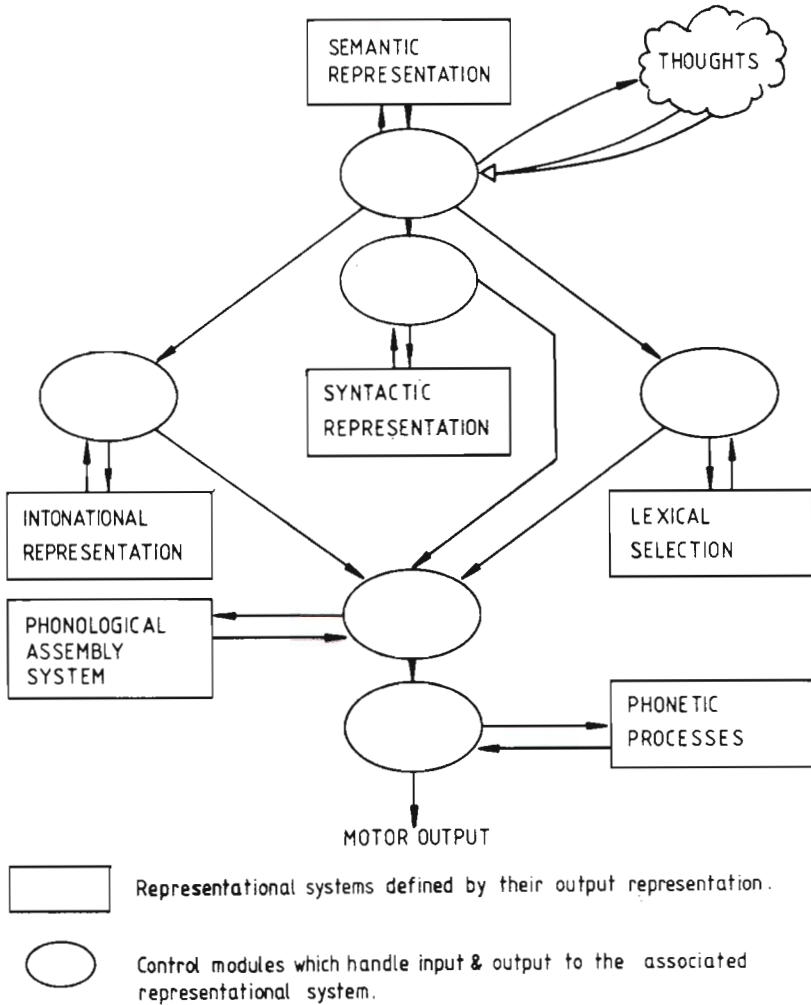 SEMANTIC
REPRESENTATION
THOUGHTS
SYNTACTIC
REPRESENTATION
INTONATIONAL
REPRESENTATION
LEXICAL
SELECTION
PHONOLOGICAL
ASSEMBLY
SYSTEM
PHONETIC
PROCESSES
MOTOR OUTPUT
Representational systems defined by their output representation.
Control modules which handle input & output to the associated
representational system.